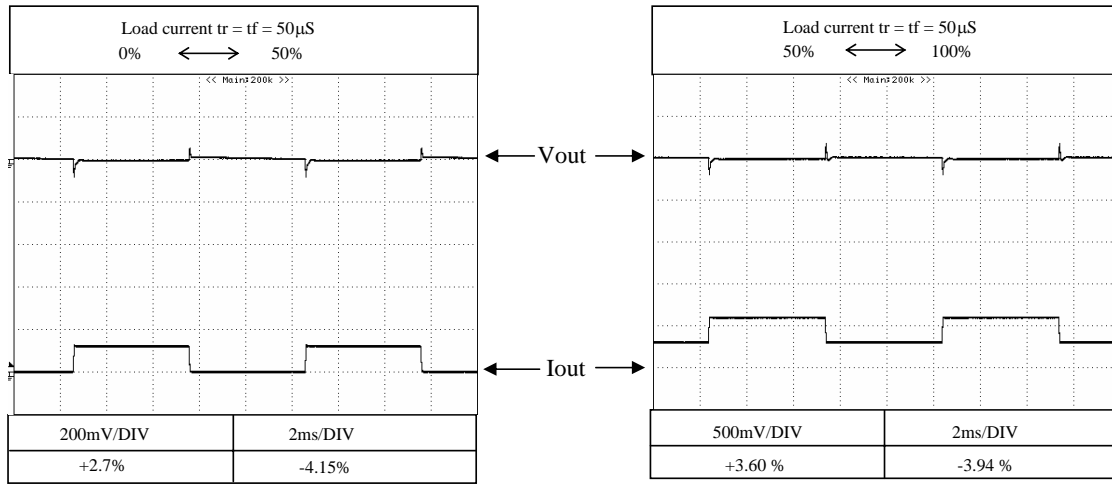 Load current tr = tf = 50µS
0% 50%
<< Main:200k >>
200mV/DIV 2ms/DIV
+2.7% -4.15%
Vout
Iout
Load current tr = tf = 50µS
50% 100%
<< Main:200k >>
500mV/DIV 2ms/DIV
+3.60 % -3.94 %